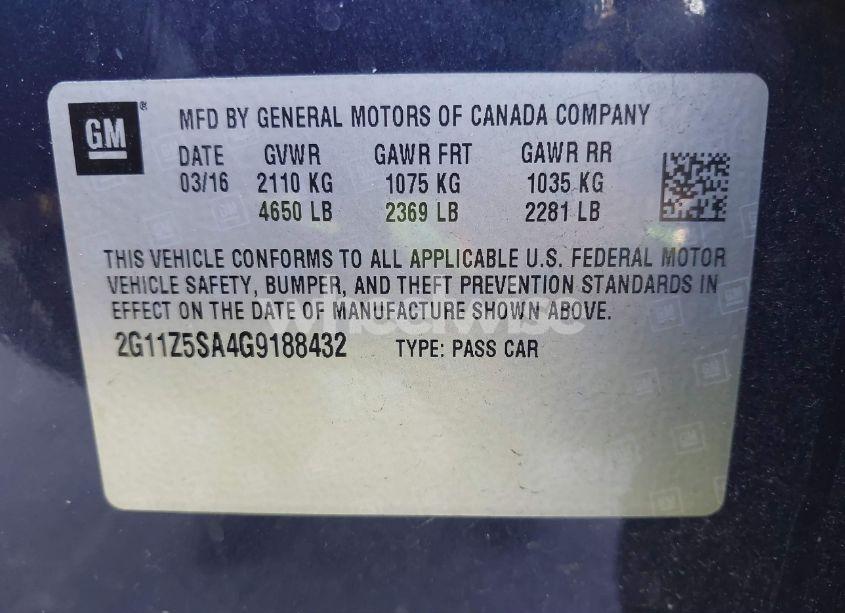 GM ®
MFD BY GENERAL MOTORS OF CANADA COMPANY
DATE GVWR GAWR FRT GAWR RR
03/16 2110 KG 1075 KG 1035 KG
4650 LB 2369 LB 2281 LB
THIS VEHICLE CONFORMS TO ALL APPLICABLE U.S. FEDERAL MOTOR
VEHICLE SAFETY, BUMPER, AND THEFT PREVENTION STANDARDS IN
EFFECT ON THE DATE OF MANUFACTURE SHOWN ABOVE.
wheelwise
2G11Z5SA4G9188432 TYPE: PASS CAR